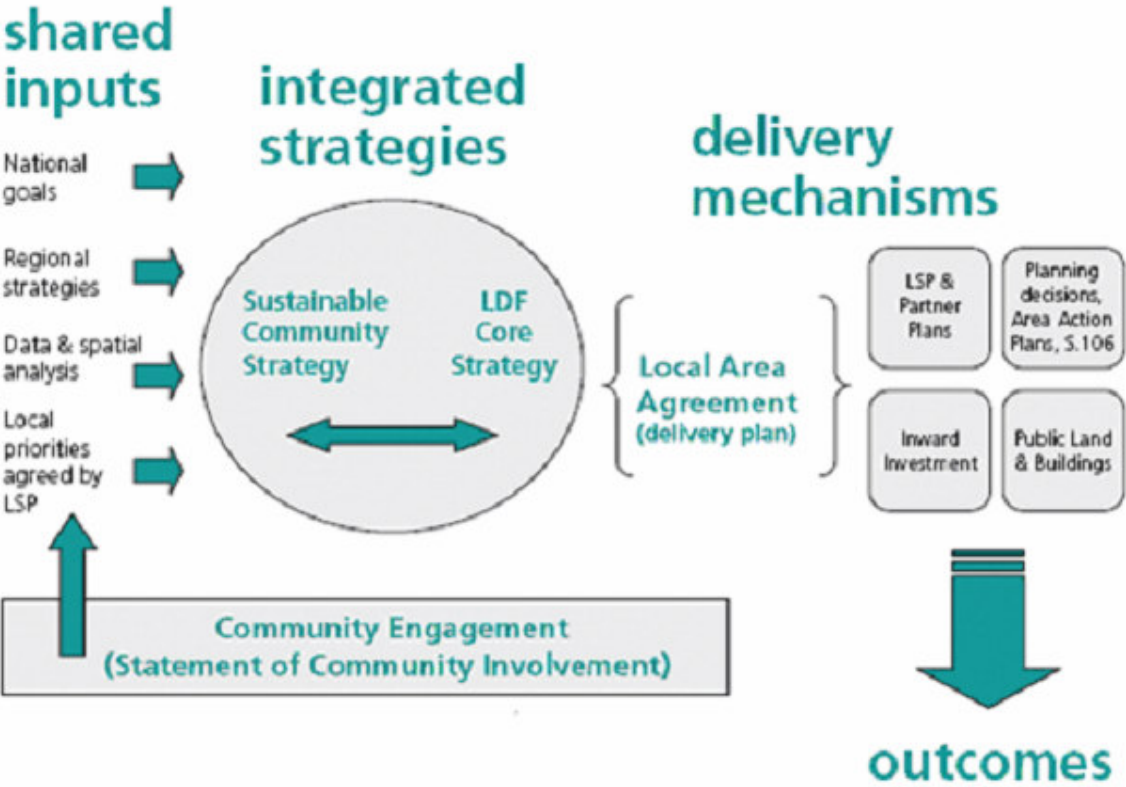 shared
inputs
National
goals
Regional
strategies
Data & spatial
analysis
Local
priorities
agreed by
LSP
integrated
strategies
Sustainable
Community
Strategy
LDF
Core
Strategy
Community Engagement
(Statement of Community Involvement)
Local Area
Agreement
(delivery plan)
delivery
mechanisms
LSP &
Partner
Plans
Planning
decisions,
Area Action
Plans, S.106
Inward
Investment
Public Land
& Buildings
outcomes